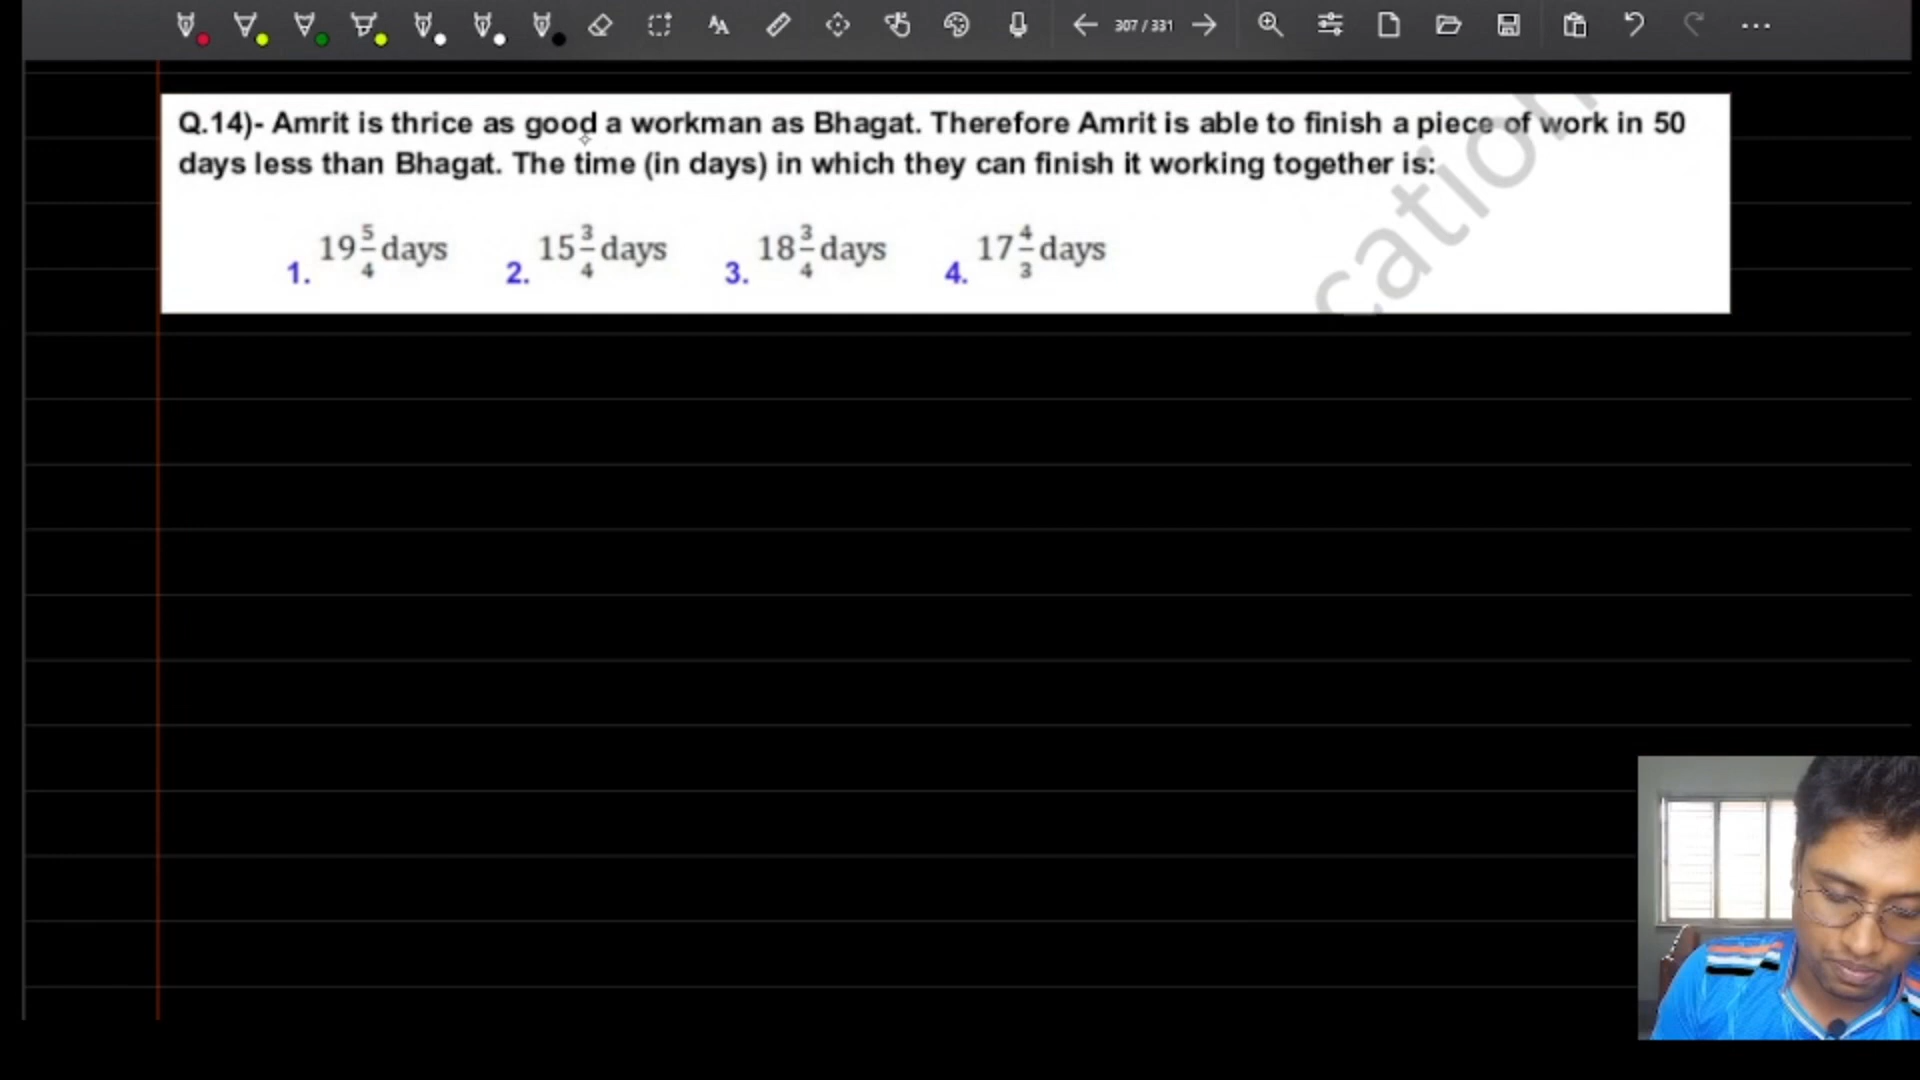 307 / 331
Q.14)- Amrit is thrice as good a workman as Bhagat. Therefore Amrit is able to finish a piece of work in 50
days less than Bhagat. The time (in days) in which they can finish it working together is:
1. 19 5/4 days 2. 15 3/4 days 3. 18 3/4 days 4. 17 4/3 days
cation